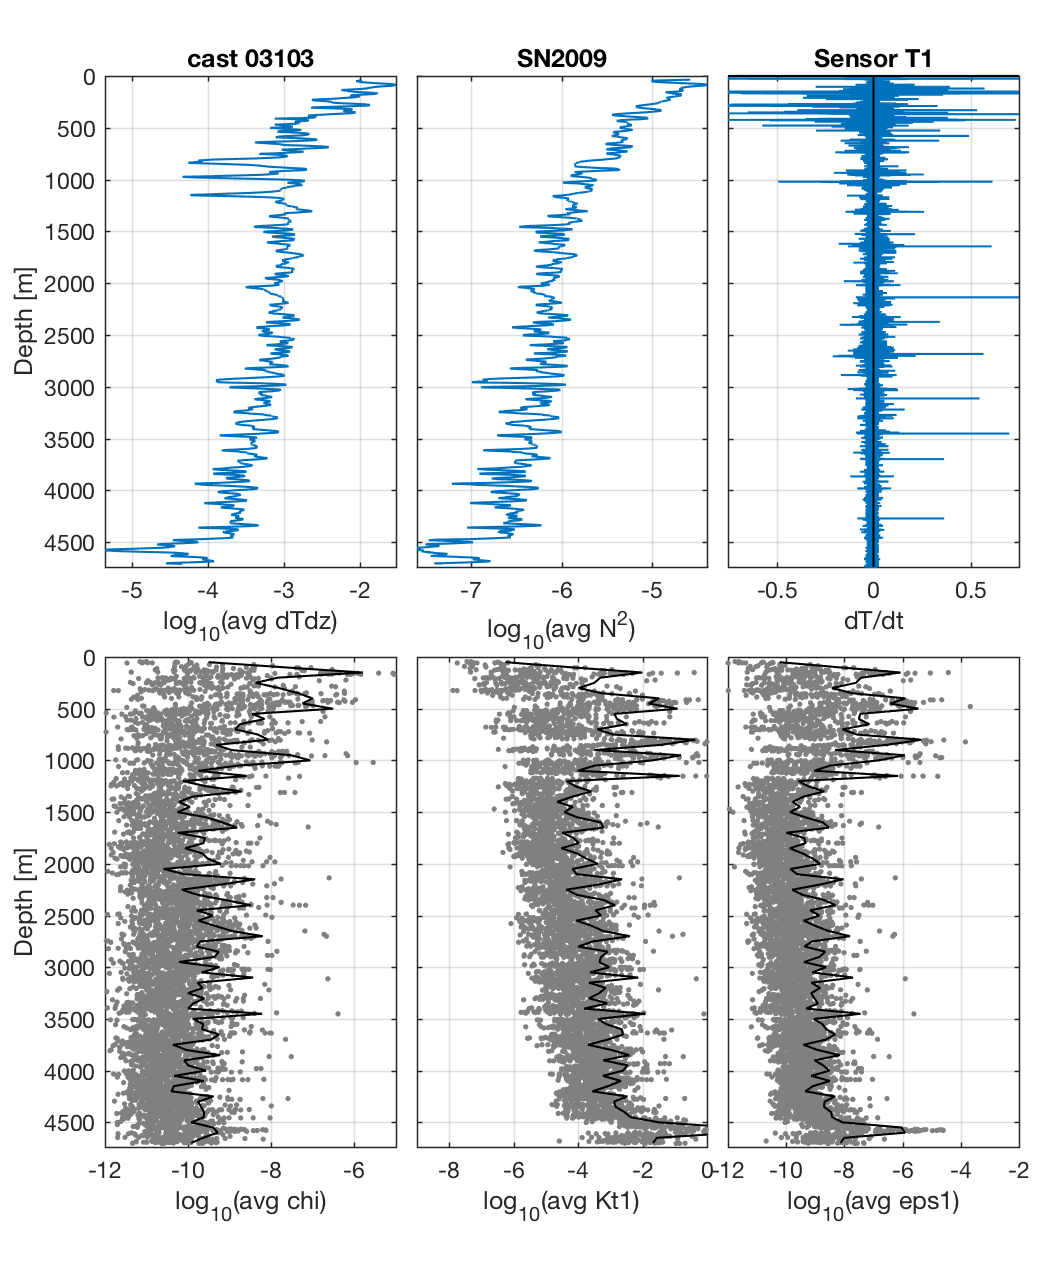 cast 03103
SN2009
Sensor T1
0
500
1000
1500
2000
2500
3000
3500
4000
4500
Depth [m]
-5 -4 -3 -2
log10(avg dTdz)
-7 -6 -5
log10(avg N2)
-0.5 0 0.5
dT/dt
0
500
1000
1500
2000
2500
3000
3500
4000
4500
Depth [m]
-12 -10 -8 -6
log10(avg chi)
-8 -6 -4 -2 0
log10(avg Kt1)
-12 -10 -8 -6 -4 -2
log10(avg eps1)